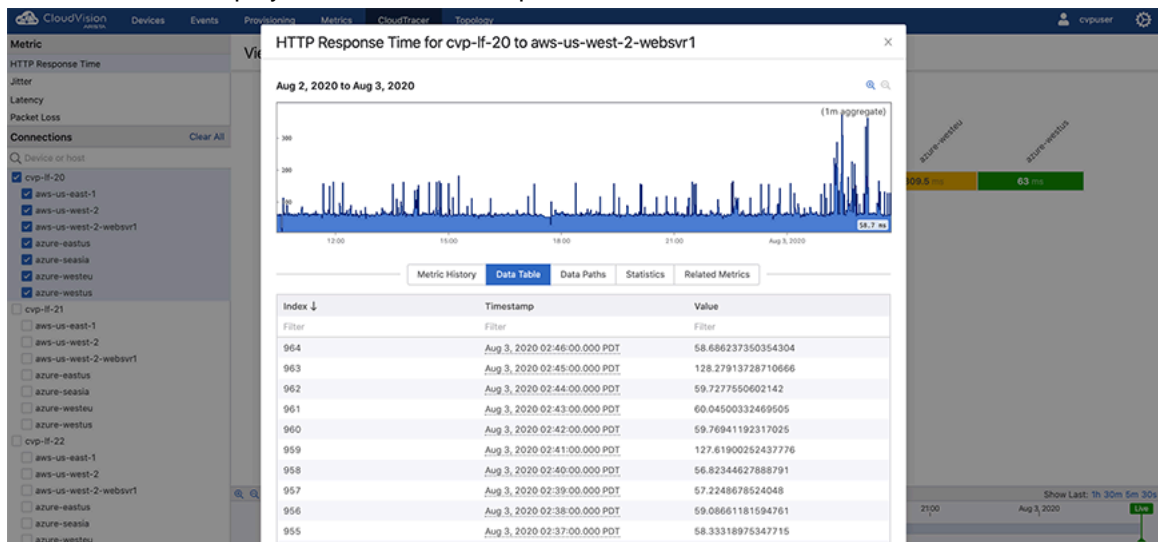 CloudVision
ARISTA
Devices
Events
Provisioning
Metrics
CloudTracer
Topology
cvpuser
Metric
HTTP Response Time
Jitter
Latency
Packet Loss
Connections
Clear All
Device or host
cvp-lf-20
aws-us-east-1
aws-us-west-2
aws-us-west-2-websvr1
azure-eastus
azure-seasia
azure-westeu
azure-westus
cvp-lf-21
aws-us-east-1
aws-us-west-2
aws-us-west-2-websvr1
azure-eastus
azure-seasia
azure-westeu
azure-westus
cvp-lf-22
aws-us-east-1
aws-us-west-2
aws-us-west-2-websvr1
azure-eastus
azure-seasia
azure-westeu
HTTP Response Time for cvp-lf-20 to aws-us-west-2-websvr1
Aug 2, 2020 to Aug 3, 2020
(1m aggregate)
300
200
58.7 ms
12:00 15:00 18:00 21:00 Aug 3, 2020
Metric History Data Table Data Paths Statistics Related Metrics
Index ↓ Timestamp Value
Filter Filter Filter
964 Aug 3, 2020 02:46:00.000 PDT 58.686237350354304
963 Aug 3, 2020 02:45:00.000 PDT 128.27913728710666
962 Aug 3, 2020 02:44:00.000 PDT 59.7277550602142
961 Aug 3, 2020 02:43:00.000 PDT 60.04500332469505
960 Aug 3, 2020 02:42:00.000 PDT 59.76941192317025
959 Aug 3, 2020 02:41:00.000 PDT 127.61900252437776
958 Aug 3, 2020 02:40:00.000 PDT 56.82344627888791
957 Aug 3, 2020 02:39:00.000 PDT 57.2248678524048
956 Aug 3, 2020 02:38:00.000 PDT 59.08661181594761
955 Aug 3, 2020 02:37:00.000 PDT 58.33318975347715
azure-westeu
azure-westus
309.5 ms
63 ms
Show Last: 1h 30m 5m 30s
21:00 Aug 3, 2020 Live